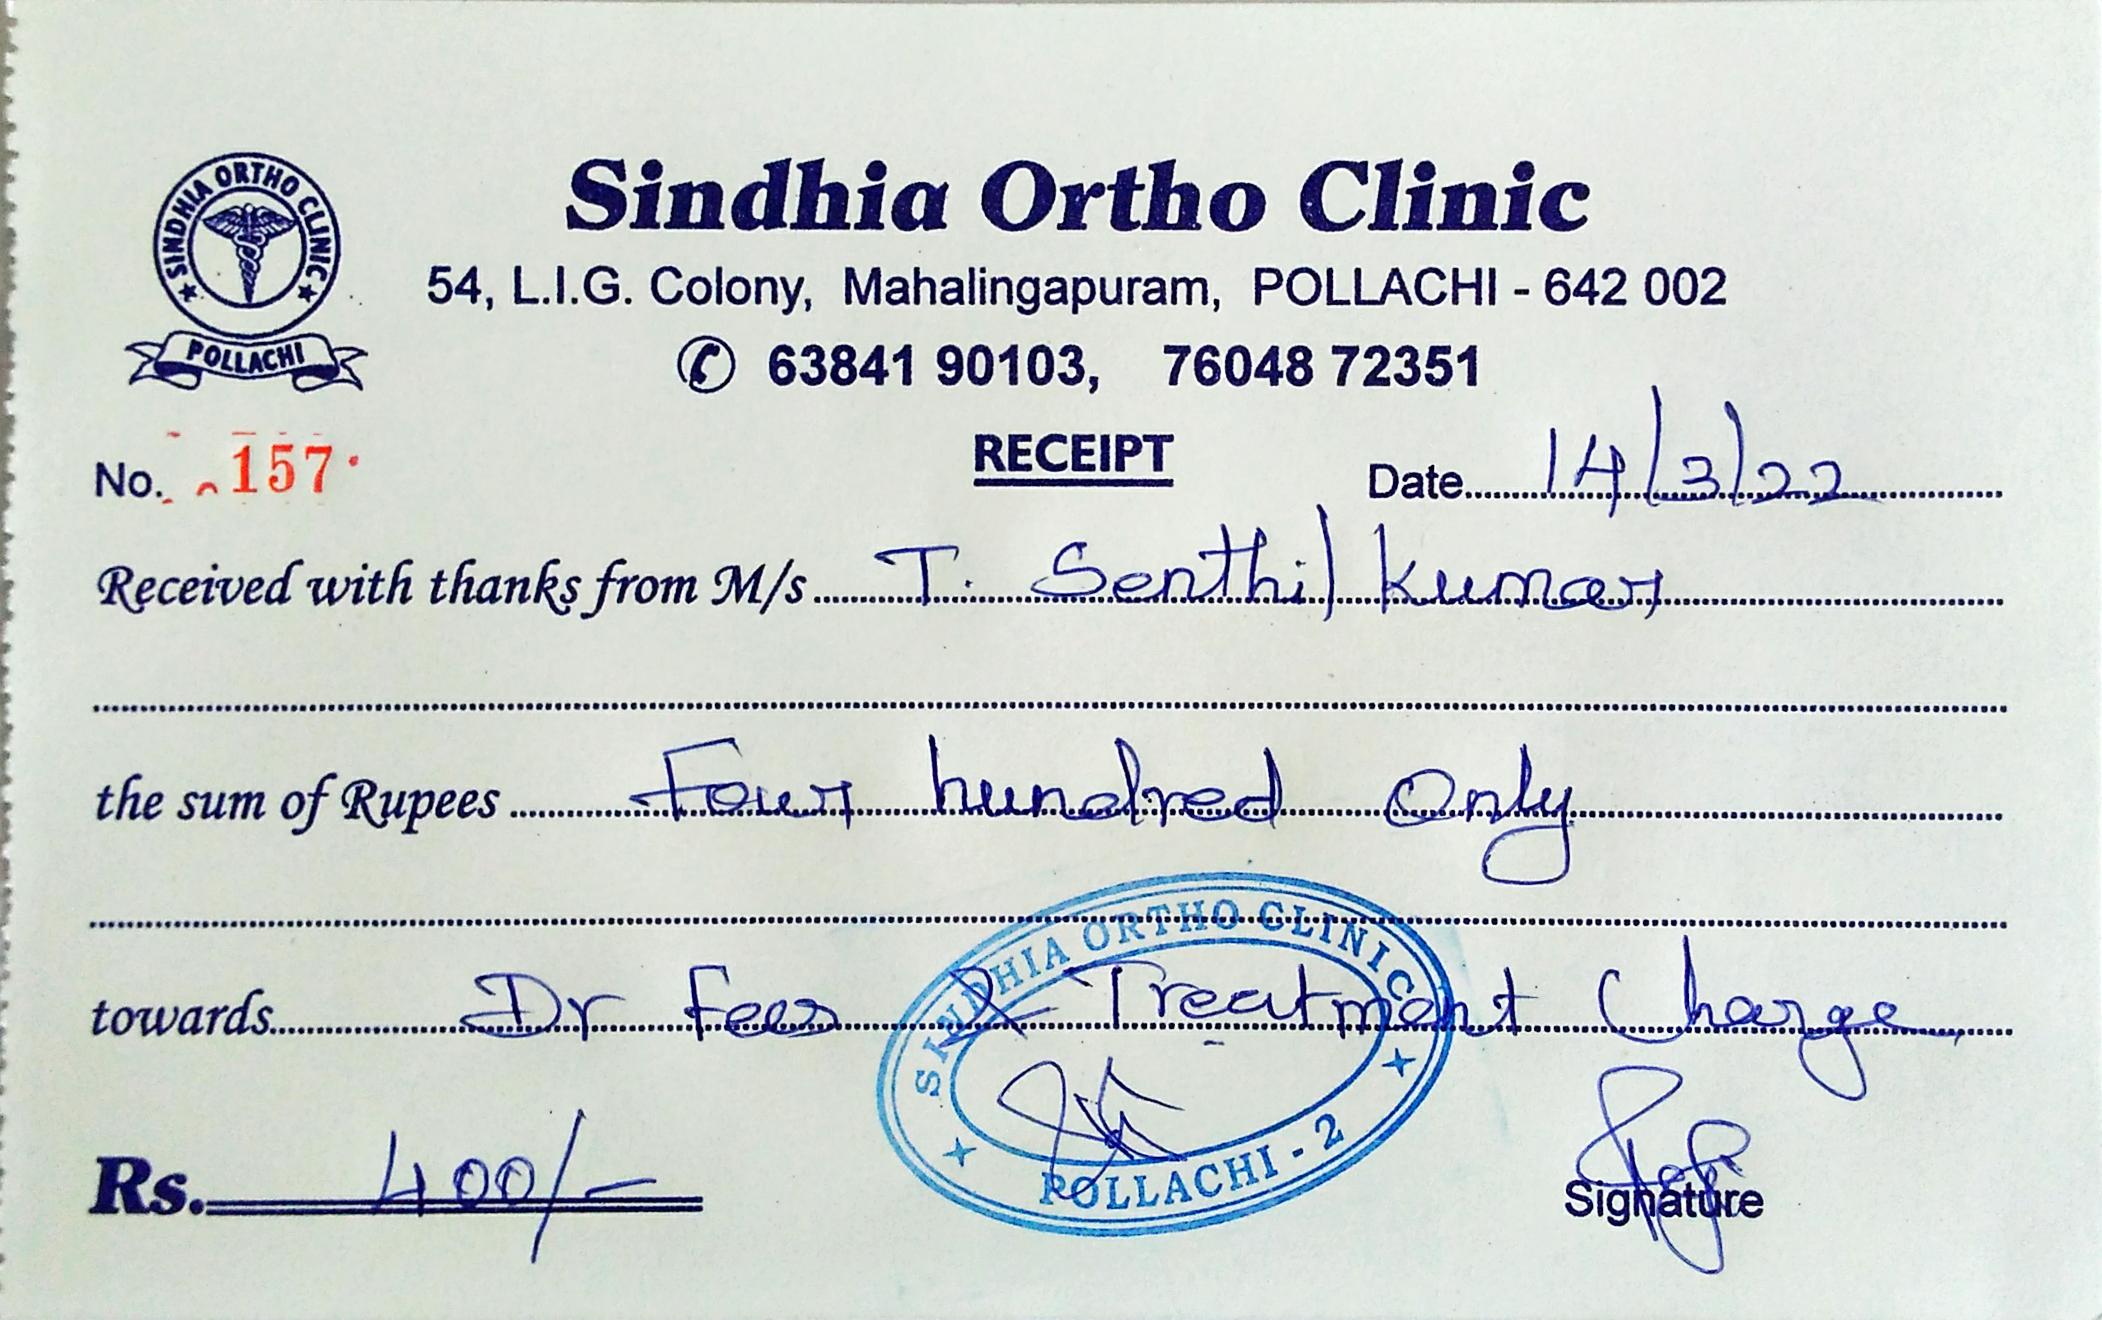 SINDHIA ORTHO CLINIC
POLLACHI
Sindhia Ortho Clinic
54, L.I.G. Colony, Mahalingapuram, POLLACHI - 642 002
✆ 63841 90103, 76048 72351
RECEIPT
No. 157
Date 14/3/22
Received with thanks from M/s T. Senthil kumar
the sum of Rupees Four hundred Only
towards Dr Fees & Treatment Charge
SINDHIA ORTHO CLINIC
POLLACHI - 2
Rs. 400/-
Signature